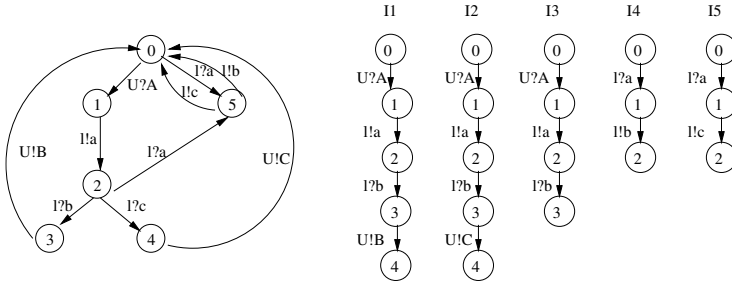 I1 I2 I3 I4 I5
0 0 0 0 0 0
l?a l!b
U?A l!c U?A U?A U?A l?a l?a
1 5 1 1 1 1 1
l!a l?a l!a l!a l!a l!b l!c
U!B U!C
2 2 2 2 2 2
l?b l?c l?b l?b l?b
3 4 3 3 3
U!B U!C
4 4